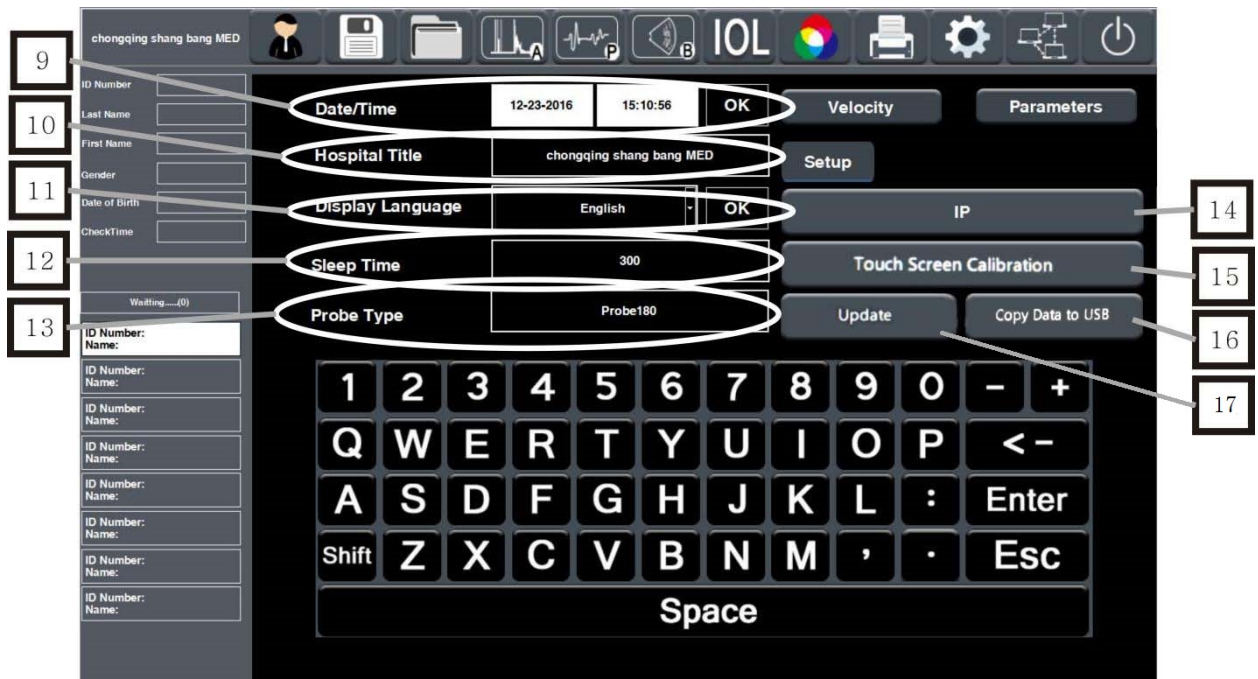 chongqing shang bang MED
A P B IOL
9
10
11
12
13
ID Number
Last Name
First Name
Gender
Date of Birth
CheckTime
Waitting......(0)
ID Number:
Name:
ID Number:
Name:
ID Number:
Name:
ID Number:
Name:
ID Number:
Name:
ID Number:
Name:
ID Number:
Name:
ID Number:
Name:
Date/Time 12-23-2016 15:10:56 OK Velocity Parameters
Hospital Title chongqing shang bang MED Setup
Display Language English OK IP
Sleep Time 300 Touch Screen Calibration
Probe Type Probe180 Update Copy Data to USB
14
15
16
17
1 2 3 4 5 6 7 8 9 0 - +
Q W E R T Y U I O P <-
A S D F G H J K L : Enter
Shift Z X C V B N M , . Esc
Space